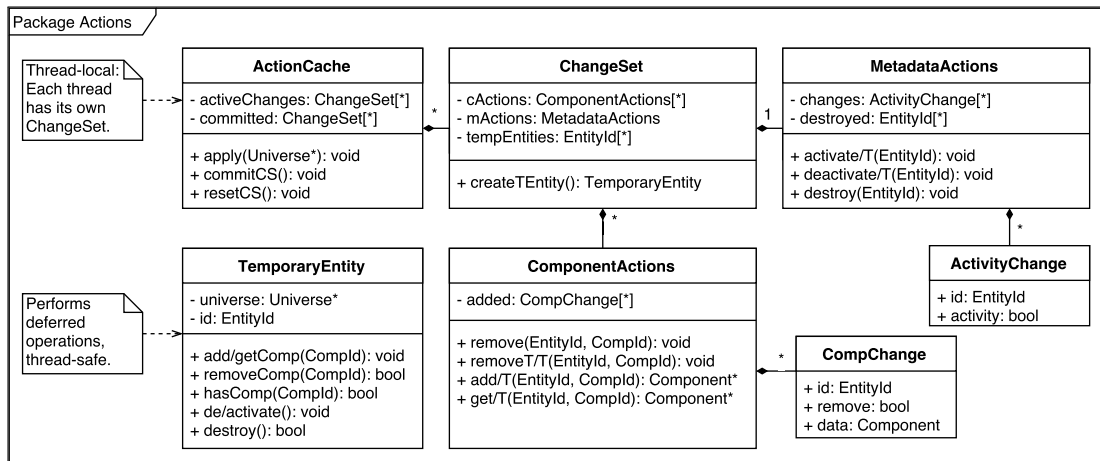 Package Actions
Thread-local:
Each thread
has its own
ChangeSet.
ActionCache
- activeChanges: ChangeSet[*]
- committed: ChangeSet[*]
+ apply(Universe*): void
+ commitCS(): void
+ resetCS(): void
*
ChangeSet
- cActions: ComponentActions[*]
- mActions: MetadataActions
- tempEntities: EntityId[*]
+ createTEntity(): TemporaryEntity
1
MetadataActions
- changes: ActivityChange[*]
- destroyed: EntityId[*]
+ activate/T(EntityId): void
+ deactivate/T(EntityId): void
+ destroy(EntityId): void
*
*
Performs
deferred
operations,
thread-safe.
TemporaryEntity
- universe: Universe*
- id: EntityId
+ add/getComp(CompId): void
+ removeComp(CompId): bool
+ hasComp(CompId): bool
+ de/activate(): void
+ destroy(): bool
ComponentActions
- added: CompChange[*]
+ remove(EntityId, CompId): void
+ removeT/T(EntityId, CompId): void
+ add/T(EntityId, CompId): Component*
+ get/T(EntityId, CompId): Component*
*
ActivityChange
+ id: EntityId
+ activity: bool
CompChange
+ id: EntityId
+ remove: bool
+ data: Component